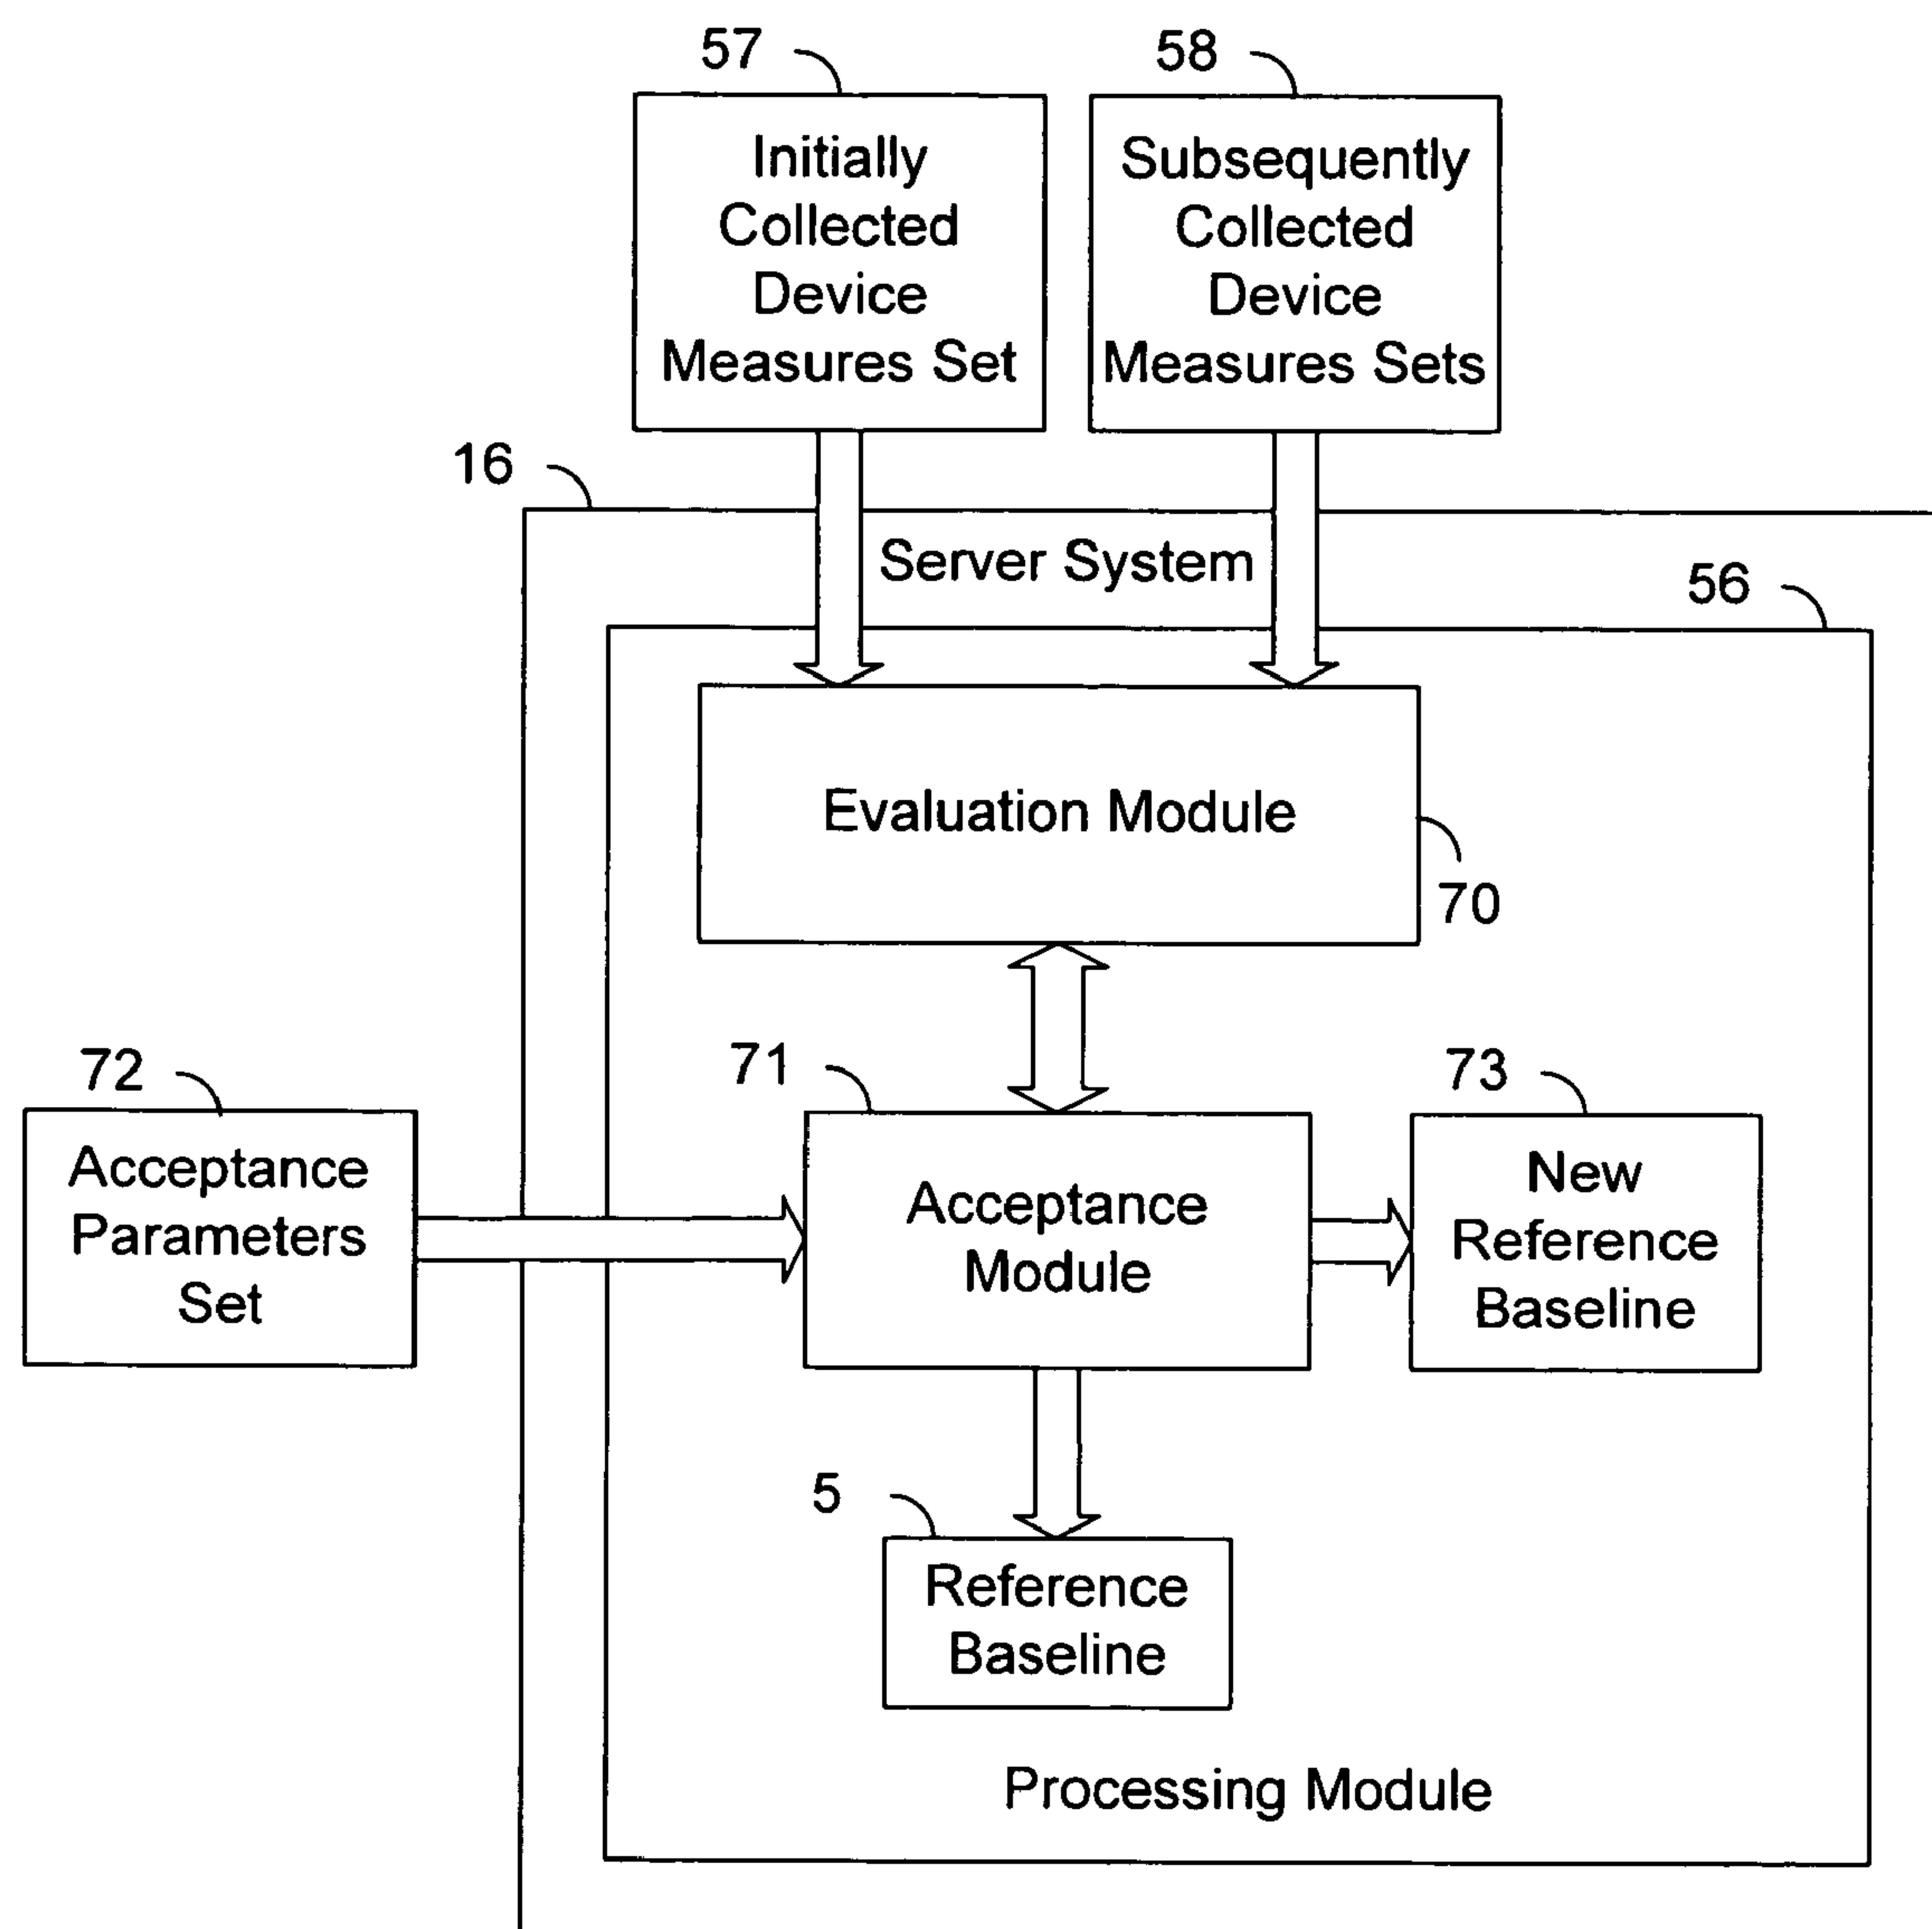 57
58
Initially
Collected
Device
Measures Set
Subsequently
Collected
Device
Measures Sets
16
Server System
56
Evaluation Module
70
72
71
73
Acceptance
Parameters
Set
Acceptance
Module
New
Reference
Baseline
5
Reference
Baseline
Processing Module